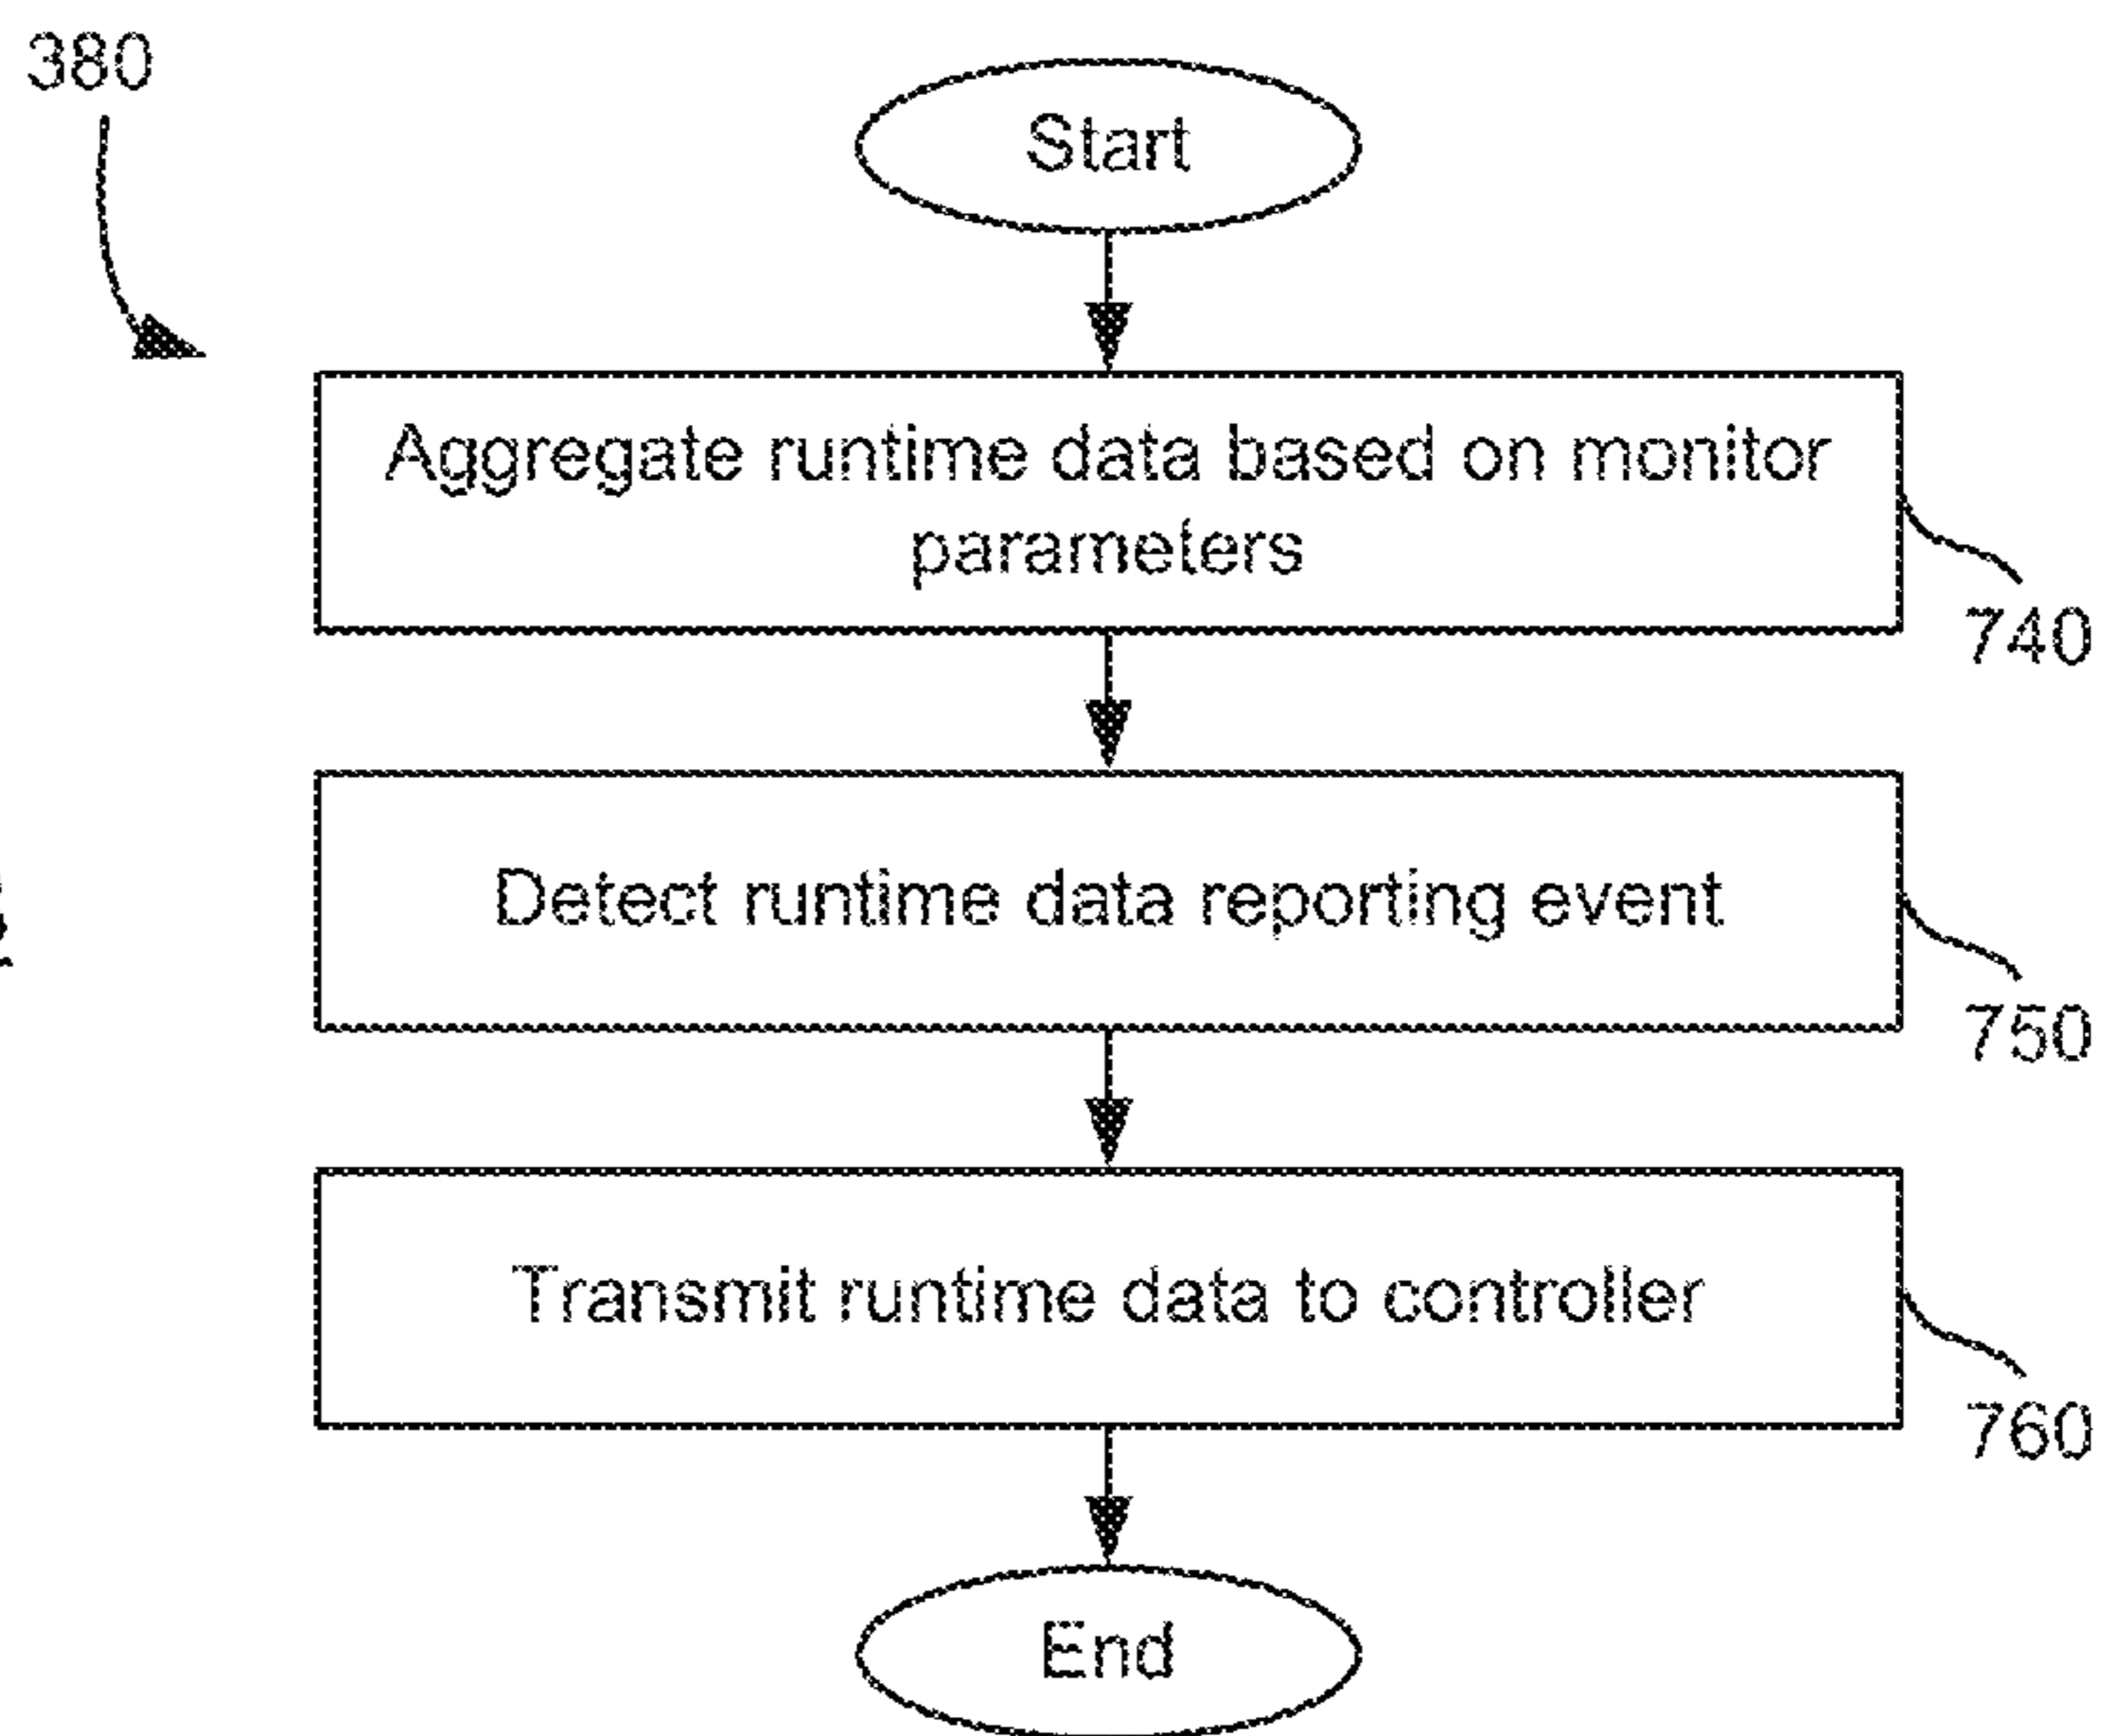 380
Start
Aggregate runtime data based on monitor
parameters
740
Detect runtime data reporting event
750
Transmit runtime data to controller
760
End